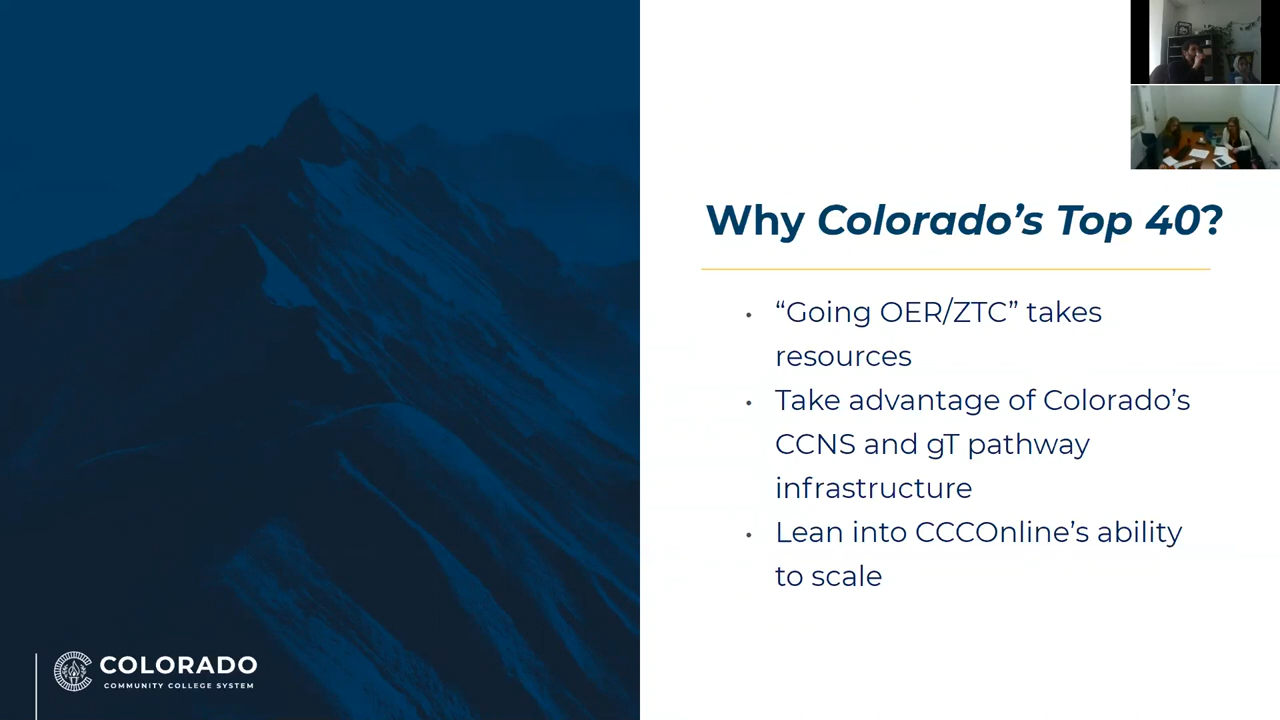 Why Colorado’s Top 40?
• “Going OER/ZTC” takes
resources
• Take advantage of Colorado’s
CCNS and gT pathway
infrastructure
• Lean into CCCOnline’s ability
to scale
COLORADO
COMMUNITY COLLEGE SYSTEM